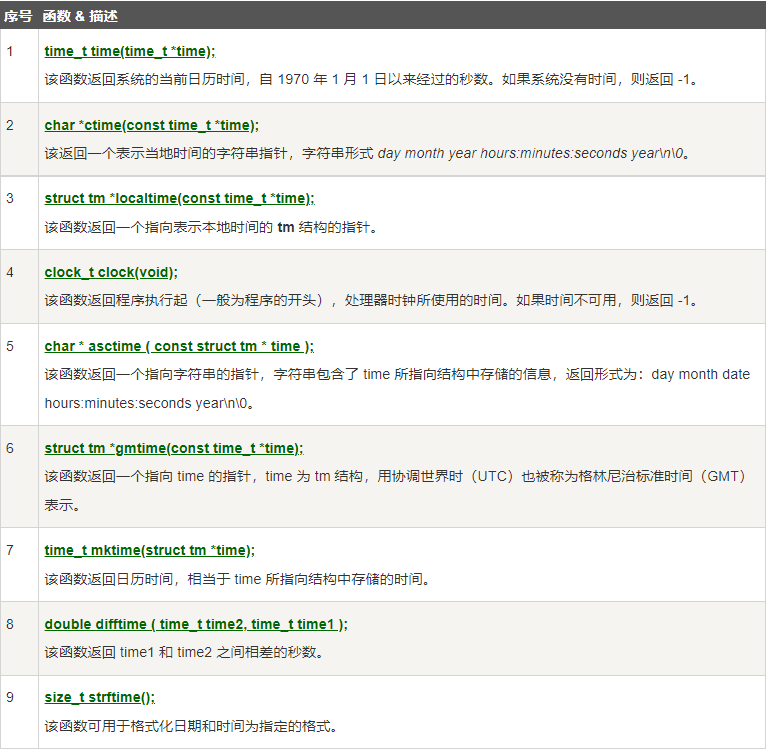 序号 函数 & 描述
1 time_t time(time_t *time);
该函数返回系统的当前日历时间，自 1970 年 1 月 1 日以来经过的秒数。如果系统没有时间，则返回 -1。
2 char *ctime(const time_t *time);
该返回一个表示当地时间的字符串指针，字符串形式 day month year hours:minutes:seconds year\n\0。
3 struct tm *localtime(const time_t *time);
该函数返回一个指向表示本地时间的 tm 结构的指针。
4 clock_t clock(void);
该函数返回程序执行起（一般为程序的开头），处理器时钟所使用的时间。如果时间不可用，则返回 -1。
5 char * asctime ( const struct tm * time );
该函数返回一个指向字符串的指针，字符串包含了 time 所指向结构中存储的信息，返回形式为：day month date
hours:minutes:seconds year\n\0。
6 struct tm *gmtime(const time_t *time);
该函数返回一个指向 time 的指针，time 为 tm 结构，用协调世界时（UTC）也被称为格林尼治标准时间（GMT）
表示。
7 time_t mktime(struct tm *time);
该函数返回日历时间，相当于 time 所指向结构中存储的时间。
8 double difftime ( time_t time2, time_t time1 );
该函数返回 time1 和 time2 之间相差的秒数。
9 size_t strftime();
该函数可用于格式化日期和时间为指定的格式。